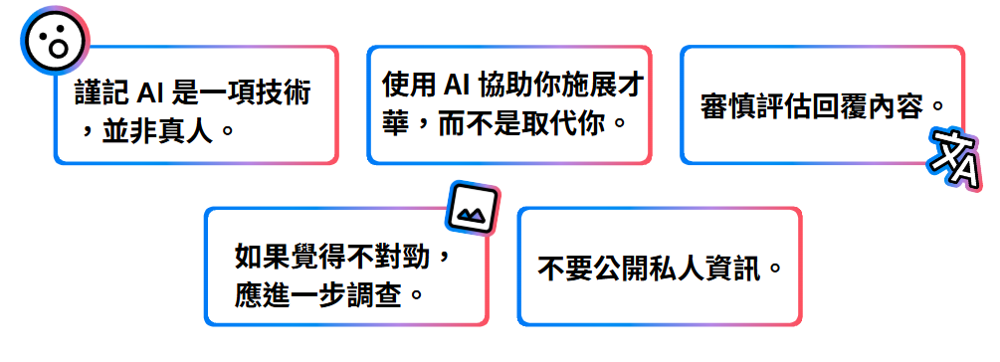 謹記 AI 是一項技術
，並非真人。
使用 AI 協助你施展才
華，而不是取代你。
審慎評估回覆內容。
文A
如果覺得不對勁，
應進一步調查。
不要公開私人資訊。